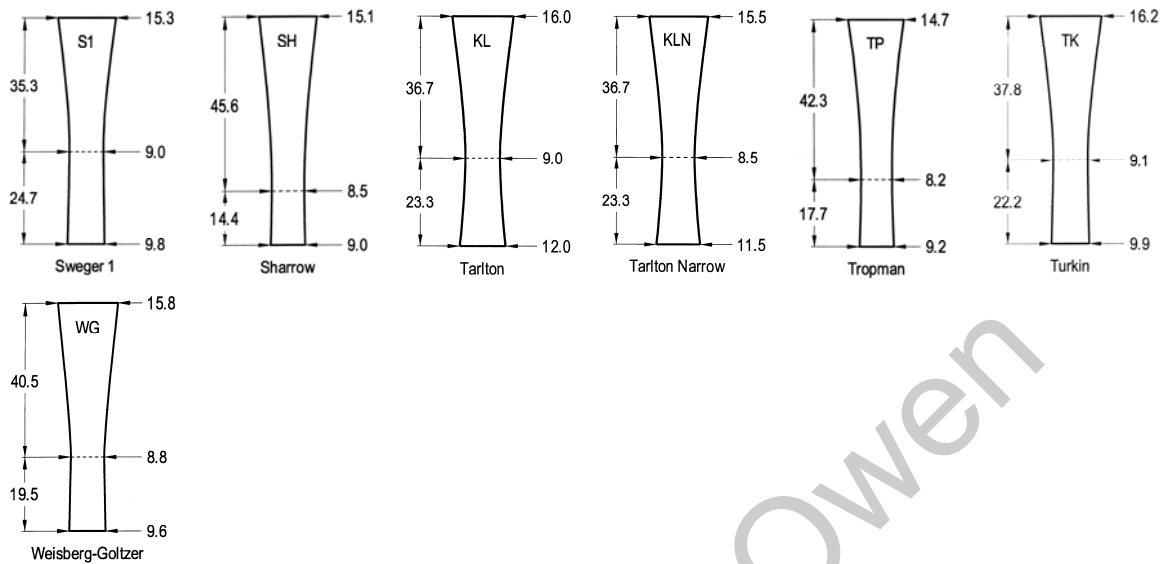 15.3
S1
35.3
9.0
24.7
9.8
Sweger 1
15.1
SH
45.6
8.5
14.4
9.0
Sharrow
16.0
KL
36.7
9.0
23.3
12.0
Tarlton
15.5
KLN
36.7
8.5
23.3
11.5
Tarlton Narrow
14.7
TP
42.3
8.2
17.7
9.2
Tropman
16.2
TK
37.8
9.1
22.2
9.9
Turkin
15.8
WG
40.5
8.8
19.5
9.6
Weisberg-Goltzer
Owen